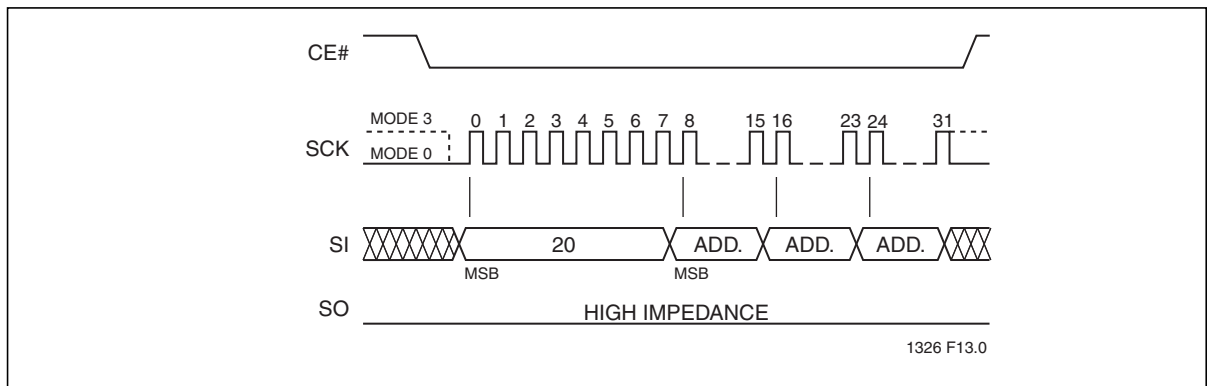 CE#
MODE 3 0 1 2 3 4 5 6 7 8 15 16 23 24 31
SCK MODE 0
SI 20 ADD. ADD. ADD.
MSB MSB
SO HIGH IMPEDANCE
1326 F13.0